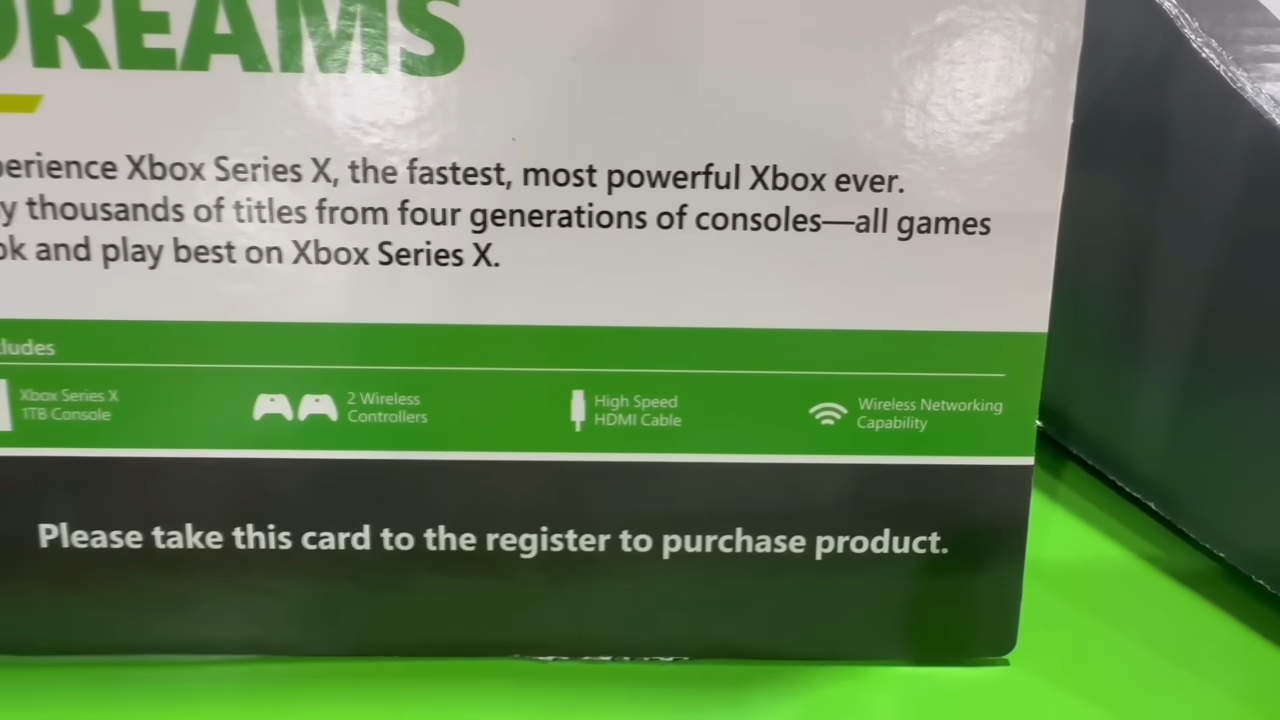 DREAMS
perience Xbox Series X, the fastest, most powerful Xbox ever.
y thousands of titles from four generations of consoles—all games
ok and play best on Xbox Series X.
cludes
Xbox Series X
1TB Console
2 Wireless
Controllers
High Speed
HDMI Cable
Wireless Networking
Capability
Please take this card to the register to purchase product.